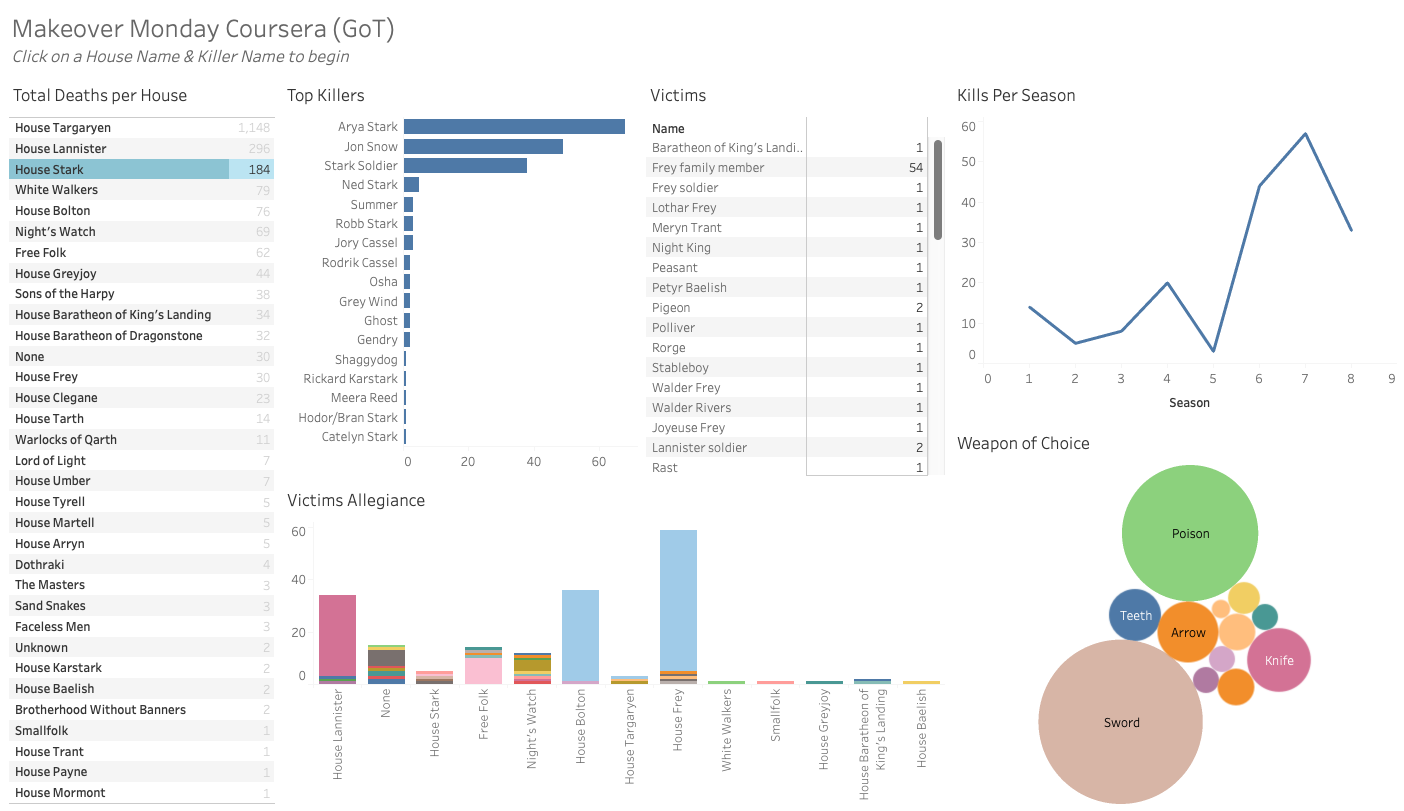 Makeover Monday Coursera (GoT)
Click on a House Name & Killer Name to begin
Total Deaths per House
House Targaryen 1,148
House Lannister 296
House Stark 184
White Walkers 79
House Bolton 76
Night's Watch 69
Free Folk 62
House Greyjoy 44
Sons of the Harpy 38
House Baratheon of King's Landing 34
House Baratheon of Dragonstone 32
None 30
House Frey 30
House Clegane 23
House Tarth 14
Warlocks of Qarth 11
Lord of Light 7
House Umber 7
House Tyrell 5
House Martell 5
House Arryn 5
Dothraki 4
The Masters 3
Sand Snakes 3
Faceless Men 3
Unknown 2
House Karstark 2
House Baelish 2
Brotherhood Without Banners 2
Smallfolk 1
House Trant 1
House Payne 1
House Mormont 1
Top Killers
Arya Stark
Jon Snow
Stark Soldier
Ned Stark
Summer
Robb Stark
Jory Cassel
Rodrik Cassel
Osha
Grey Wind
Ghost
Gendry
Shaggydog
Rickard Karstark
Meera Reed
Hodor/Bran Stark
Catelyn Stark
0 20 40 60
Victims
Name
Baratheon of King's Landi.. 1
Frey family member 54
Frey soldier 1
Lothar Frey 1
Meryn Trant 1
Night King 1
Peasant 1
Petyr Baelish 1
Pigeon 2
Polliver 1
Rorge 1
Stableboy 1
Walder Frey 1
Walder Rivers 1
Joyeuse Frey 1
Lannister soldier 2
Rast 1
Kills Per Season
60
50
40
30
20
10
0
0 1 2 3 4 5 6 7 8 9
Season
Victims Allegiance
60
40
20
0
House Lannister
None
House Stark
Free Folk
Night's Watch
House Bolton
House Targaryen
House Frey
White Walkers
Smallfolk
House Greyjoy
House Baratheon of
King's Landing
House Baelish
Weapon of Choice
Poison
Teeth
Arrow
Knife
Sword